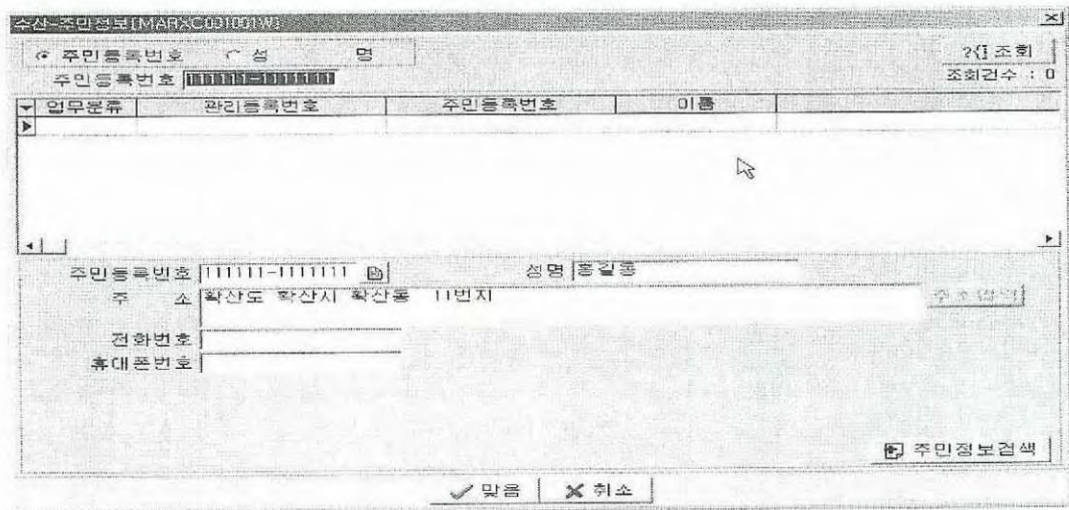 수산-주민정보[MARXC001001W]
주민등록번호 성 명
?{] 조회
주민등록번호 111111-1111111
조회건수 : 0
업무분류 관리등록번호 주민등록번호 이름
주민등록번호 111111-1111111 성명 홍길동
주 소 확산도 확산시 확산동 11번지
전화번호
휴대폰번호
주민정보검색
맞음 취소